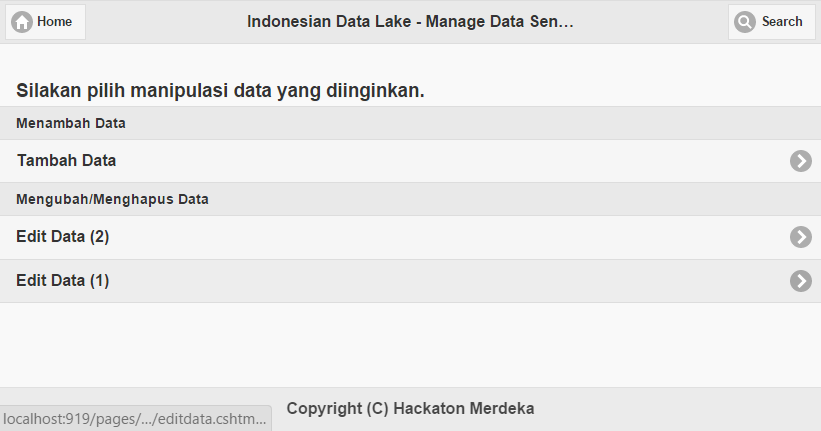 Home
Indonesian Data Lake - Manage Data Sen...
Search
Silakan pilih manipulasi data yang diinginkan.
Menambah Data
Tambah Data
Mengubah/Menghapus Data
Edit Data (2)
Edit Data (1)
Copyright (C) Hackaton Merdeka
localhost:919/pages/.../editdata.cshtm...